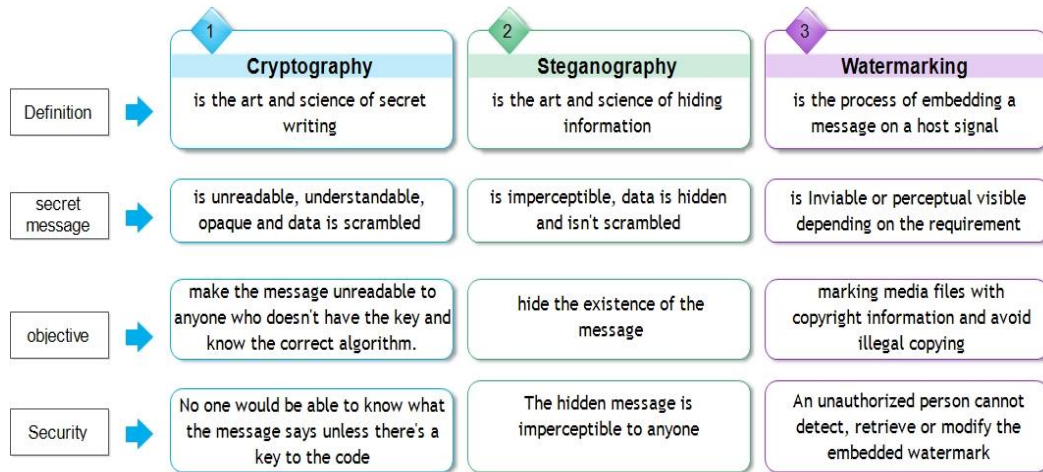 1
Cryptography
is the art and science of secret
writing
2
Steganography
is the art and science of hiding
information
3
Watermarking
is the process of embedding a
message on a host signal
Definition
secret
message
is unreadable, understandable,
opaque and data is scrambled
is imperceptible, data is hidden
and isn't scrambled
is Inviable or perceptual visible
depending on the requirement
objective
make the message unreadable to
anyone who doesn't have the key and
know the correct algorithm.
hide the existence of the
message
marking media files with
copyright information and avoid
illegal copying
Security
No one would be able to know what
the message says unless there's a
key to the code
The hidden message is
imperceptible to anyone
An unauthorized person cannot
detect, retrieve or modify the
embedded watermark